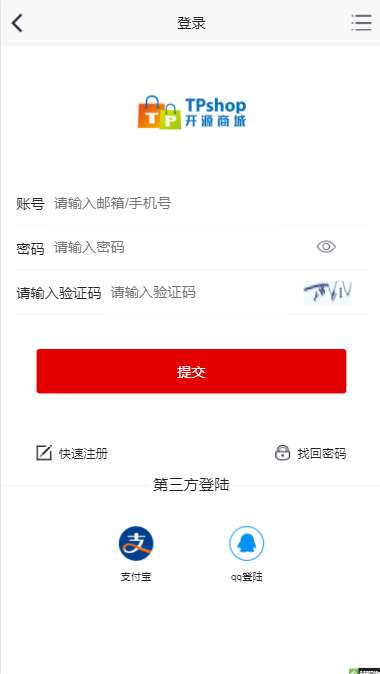 登录
TPshop
开源商城
账号 请输入邮箱/手机号
密码 请输入密码
请输入验证码 请输入验证码
提交
快速注册 找回密码
第三方登陆
支付宝 qq登陆